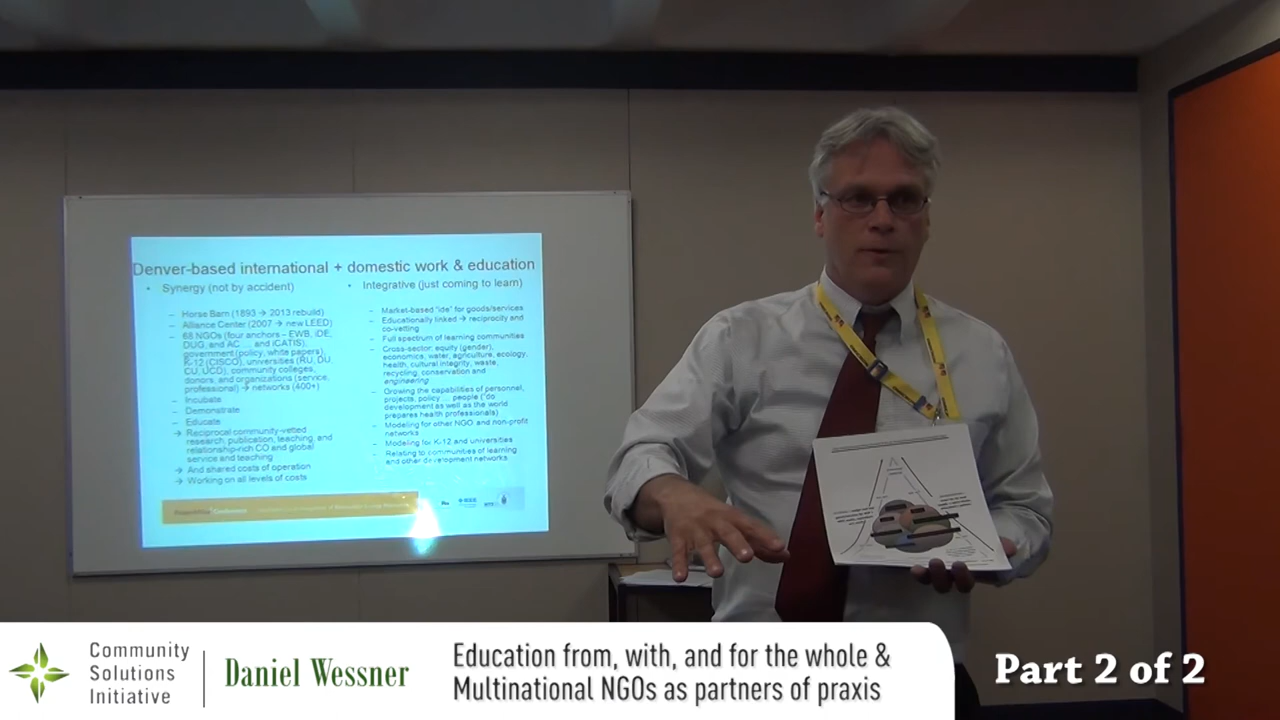 Denver-based international + domestic work & education
• Synergy (not by accident)
– Horse Barn (1893 → 2013 rebuild)
– Alliance Center (2007 → new LEED)
– 68 NGOs (four anchors – EWB, iDE,
DUG, and AC ... and iCATIS),
government (policy, white papers),
K-12 (CISCO), universities (RU, DU,
CU, UCD), community colleges,
donors, and organizations (service,
professional) → networks (400+)
– Incubate
– Demonstrate
– Educate
→ Reciprocal community-vetted
research, publication, teaching, and
relationship-rich CO and global
service and teaching
→ And shared costs of operation
→ Working on all levels of costs
• Integrative (just coming to learn)
– Market-based "ide" for goods/services
– Educationally linked → reciprocity and
co-vetting
– Full spectrum of learning communities
– Cross-sector: equity (gender),
economics, water, agriculture, ecology,
health, cultural integrity, waste,
recycling, conservation and
engineering
– Growing the capabilities of personnel,
projects, policy ... people ("do
development as well as the world
prepares health professionals)
– Modeling for other NGO and non-profit
networks
– Modeling for K-12 and universities
– Relating to communities of learning
and other development networks
Community
Solutions
Initiative
Daniel Wessner
Education from, with, and for the whole &
Multinational NGOs as partners of praxis
Part 2 of 2